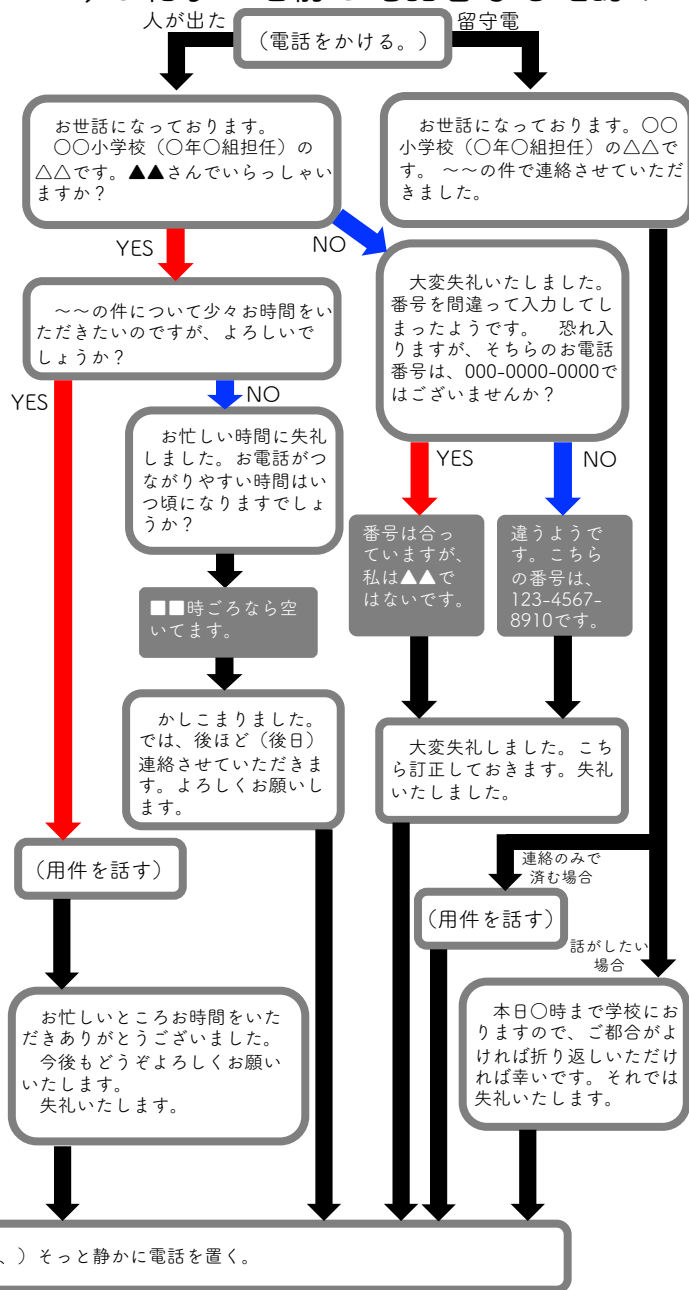 人が出た
留守電
（電話をかける。）
お世話になっております。
〇〇小学校（〇年〇組担任）の
△△です。▲▲さんでいらっしゃい
ますか？
お世話になっております。〇〇
小学校（〇年〇組担任）の△△で
す。 〜〜の件で連絡させていただ
きました。
YES
NO
〜〜の件について少々お時間をい
ただきたいのですが、よろしいで
しょうか？
大変失礼いたしました。
番号を間違って入力してし
まったようです。　恐れ入
りますが、そちらのお電話
番号は、000-0000-0000で
はございませんか？
YES
NO
お忙しい時間に失礼
しました。お電話がつ
ながりやすい時間はい
つ頃になりますでしょ
うか？
YES
NO
番号は合っ
ていますが、
私は▲▲で
はないです。
違うようで
す。こちら
の番号は、
123-4567-
8910です。
■■時ごろなら空
いてます。
かしこまりました。
では、後ほど（後日）
連絡させていただきま
す。よろしくお願いし
ます。
大変失礼しました。こち
ら訂正しておきます。失礼
いたしました。
（用件を話す）
連絡のみで
済む場合
（用件を話す）
話がしたい
場合
お忙しいところお時間をいた
だきありがとうございました。
今後もどうぞよろしくお願い
いたします。
失礼いたします。
本日〇時まで学校にお
りますので、ご都合がよ
ければ折り返しいただけ
れば幸いです。それでは
失礼いたします。
、）そっと静かに電話を置く。